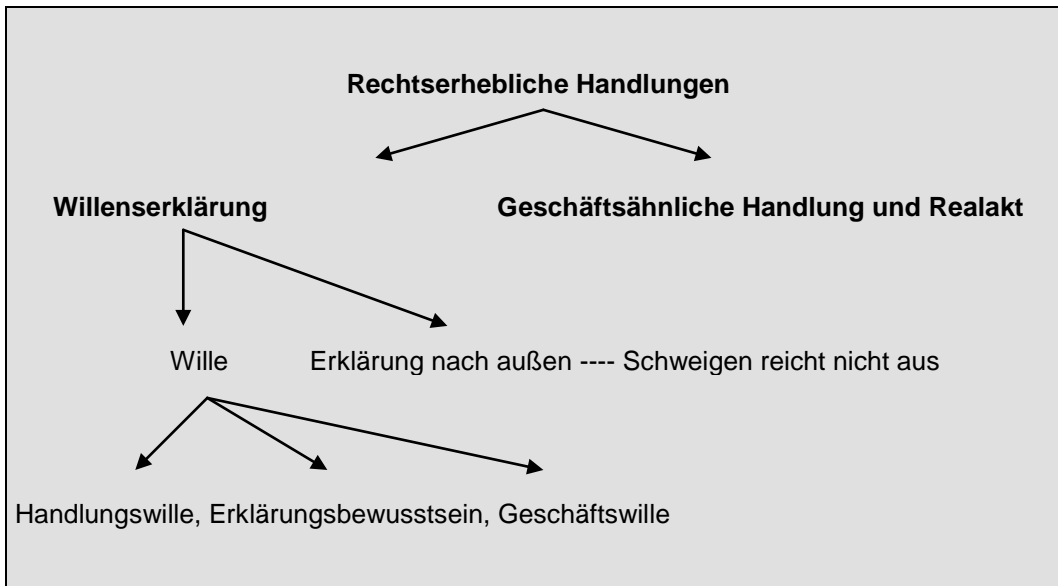 Rechtserhebliche Handlungen
Willenserklärung Geschäftsähnliche Handlung und Realakt
Wille Erklärung nach außen ---- Schweigen reicht nicht aus
Handlungswille, Erklärungsbewusstsein, Geschäftswille